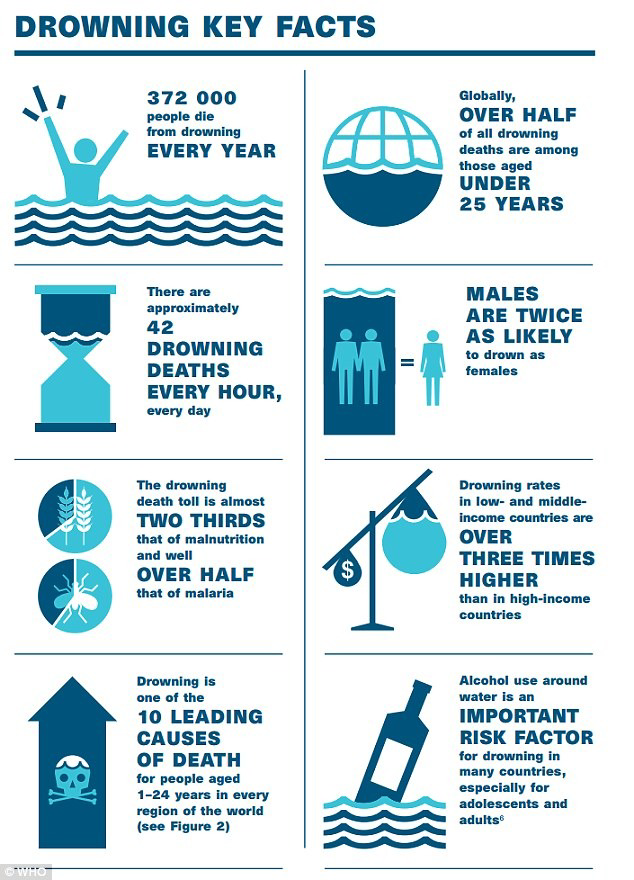 DROWNING KEY FACTS
372 000
people die
from drowning
EVERY YEAR
Globally,
OVER HALF
of all drowning
deaths are among
those aged
UNDER
25 YEARS
There are
approximately
42
DROWNING
DEATHS
EVERY HOUR,
every day
MALES
ARE TWICE
AS LIKELY
to drown as
females
=
The drowning
death toll is almost
TWO THIRDS
that of malnutrition
and well
OVER HALF
that of malaria
$
Drowning rates
in low- and middle-
income countries are
OVER
THREE TIMES
HIGHER
than in high-income
countries
Drowning is
one of the
10 LEADING
CAUSES
OF DEATH
for people aged
1–24 years in every
region of the world
(see Figure 2)
Alcohol use around
water is an
IMPORTANT
RISK FACTOR
for drowning in
many countries,
especially for
adolescents and
adults⁶
© WHO